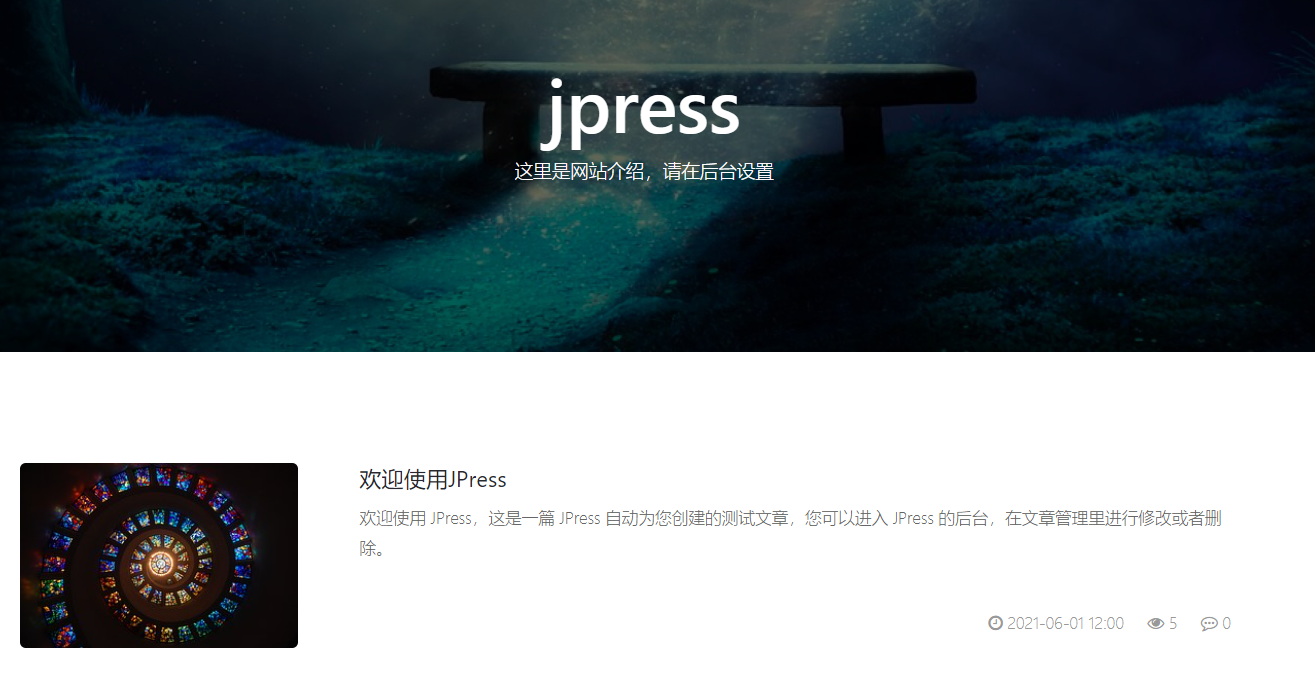 jpress
这里是网站介绍，请在后台设置
欢迎使用JPress
欢迎使用 JPress，这是一篇 JPress 自动为您创建的测试文章，您可以进入 JPress 的后台，在文章管理里进行修改或者删
除。
2021-06-01 12:00 5 0